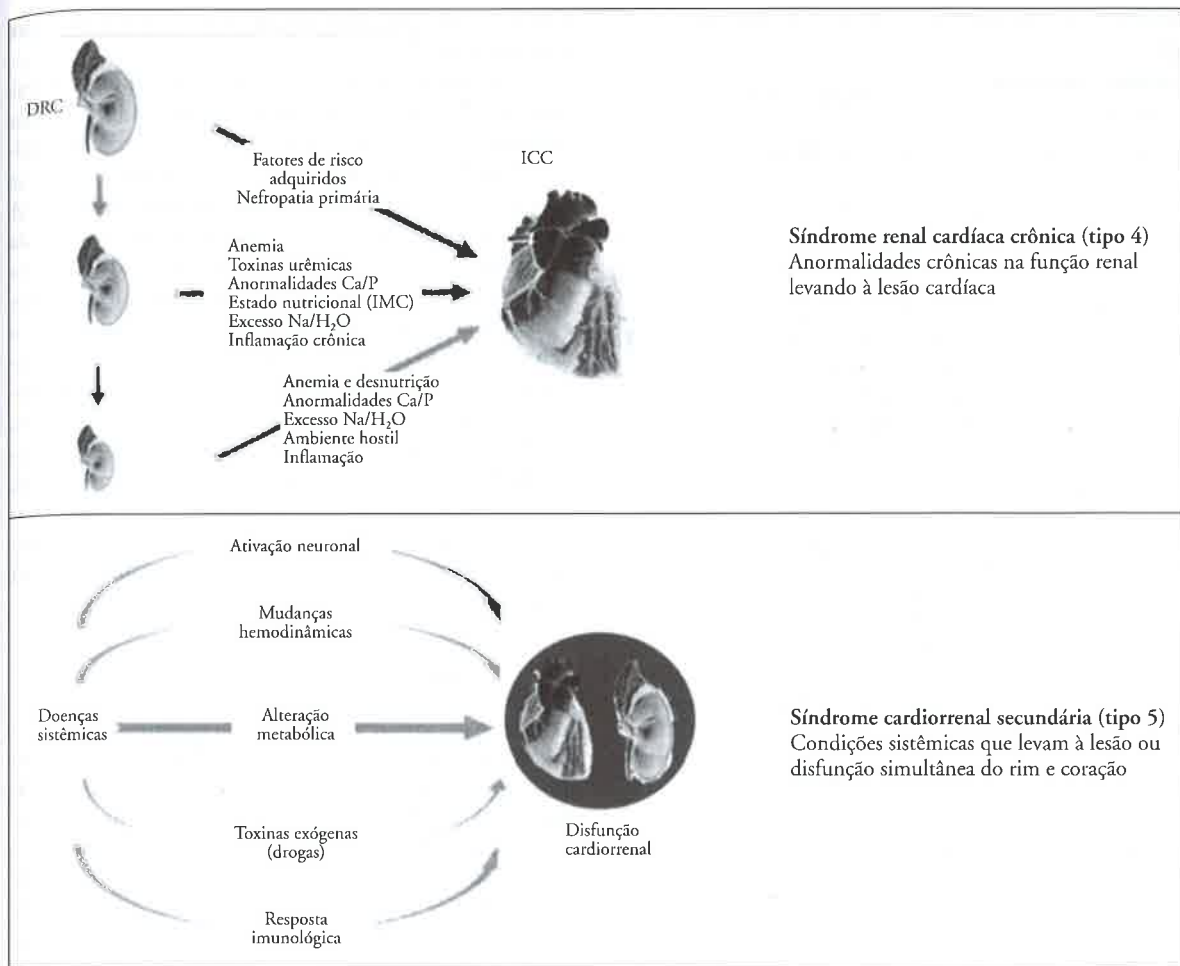 DRC
Fatores de risco
adquiridos
Nefropatia primária
ICC
Anemia
Toxinas urêmicas
Anormalidades Ca/P
Estado nutricional (IMC)
Excesso Na/H₂O
Inflamação crônica
Anemia e desnutrição
Anormalidades Ca/P
Excesso Na/H₂O
Ambiente hostil
Inflamação
Síndrome renal cardíaca crônica (tipo 4)
Anormalidades crônicas na função renal
levando à lesão cardíaca
Ativação neuronal
Mudanças
hemodinâmicas
Doenças
sistêmicas
Alteração
metabólica
Toxinas exógenas
(drogas)
Resposta
imunológica
Disfunção
cardiorrenal
Síndrome cardiorrenal secundária (tipo 5)
Condições sistêmicas que levam à lesão ou
disfunção simultânea do rim e coração